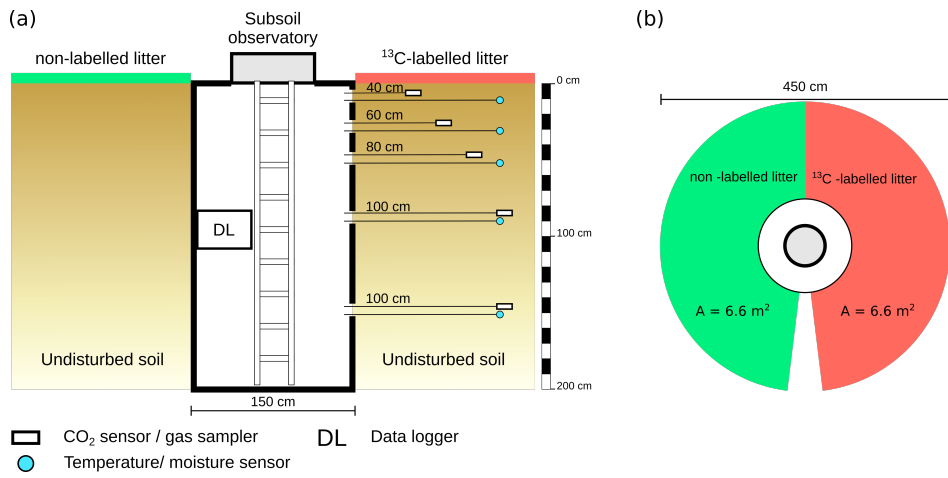 (a)
Subsoil
observatory
non-labelled litter
¹³C-labelled litter
40 cm
60 cm
80 cm
100 cm
100 cm
DL
0 cm
100 cm
200 cm
Undisturbed soil
Undisturbed soil
150 cm
CO₂ sensor / gas sampler
DL Data logger
Temperature/ moisture sensor
(b)
450 cm
non -labelled litter
¹³C -labelled litter
A = 6.6 m²
A = 6.6 m²